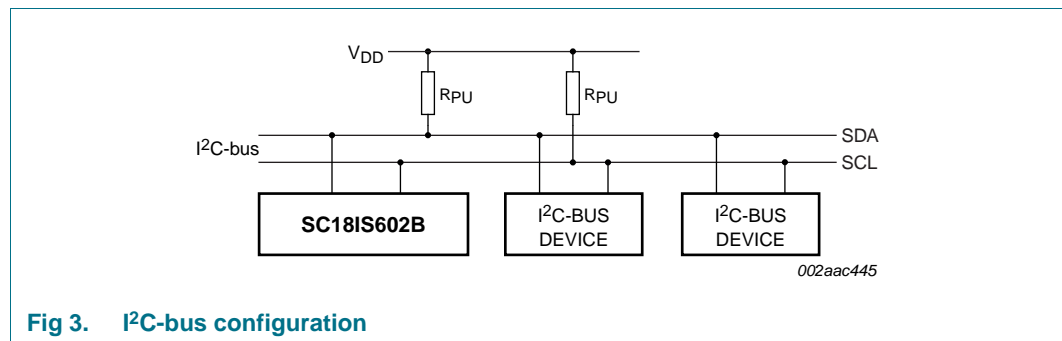 VDD
RPU RPU
SDA
I2C-bus
SCL
SC18IS602B
I2C-BUS DEVICE
I2C-BUS DEVICE
002aac445
Fig 3. I2C-bus configuration